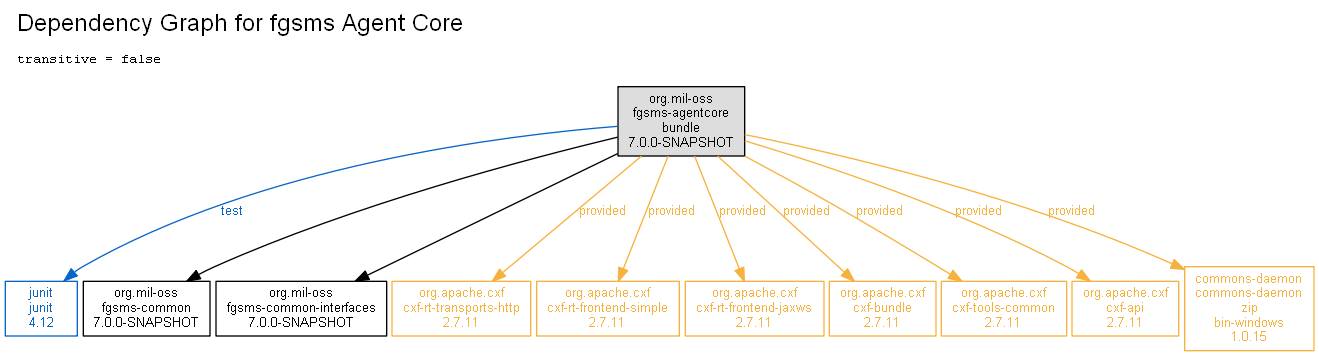 Dependency Graph for fgsms Agent Core
transitive = false
org.mil-oss
fgsms-agentcore
bundle
7.0.0-SNAPSHOT
test
provided
provided
provided
provided
provided
provided
provided
junit
junit
4.12
org.mil-oss
fgsms-common
7.0.0-SNAPSHOT
org.mil-oss
fgsms-common-interfaces
7.0.0-SNAPSHOT
org.apache.cxf
cxf-rt-transports-http
2.7.11
org.apache.cxf
cxf-rt-frontend-simple
2.7.11
org.apache.cxf
cxf-rt-frontend-jaxws
2.7.11
org.apache.cxf
cxf-bundle
2.7.11
org.apache.cxf
cxf-tools-common
2.7.11
org.apache.cxf
cxf-api
2.7.11
commons-daemon
commons-daemon
zip
bin-windows
1.0.15